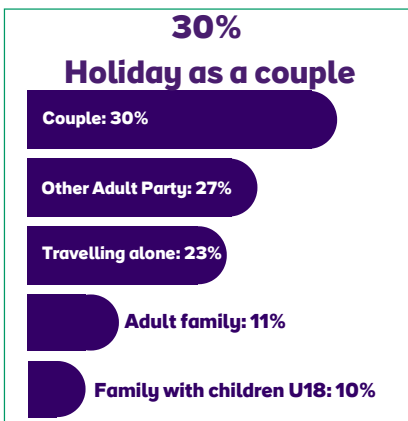 30%
Holiday as a couple
Couple: 30%
Other Adult Party: 27%
Travelling alone: 23%
Adult family: 11%
Family with children U18: 10%